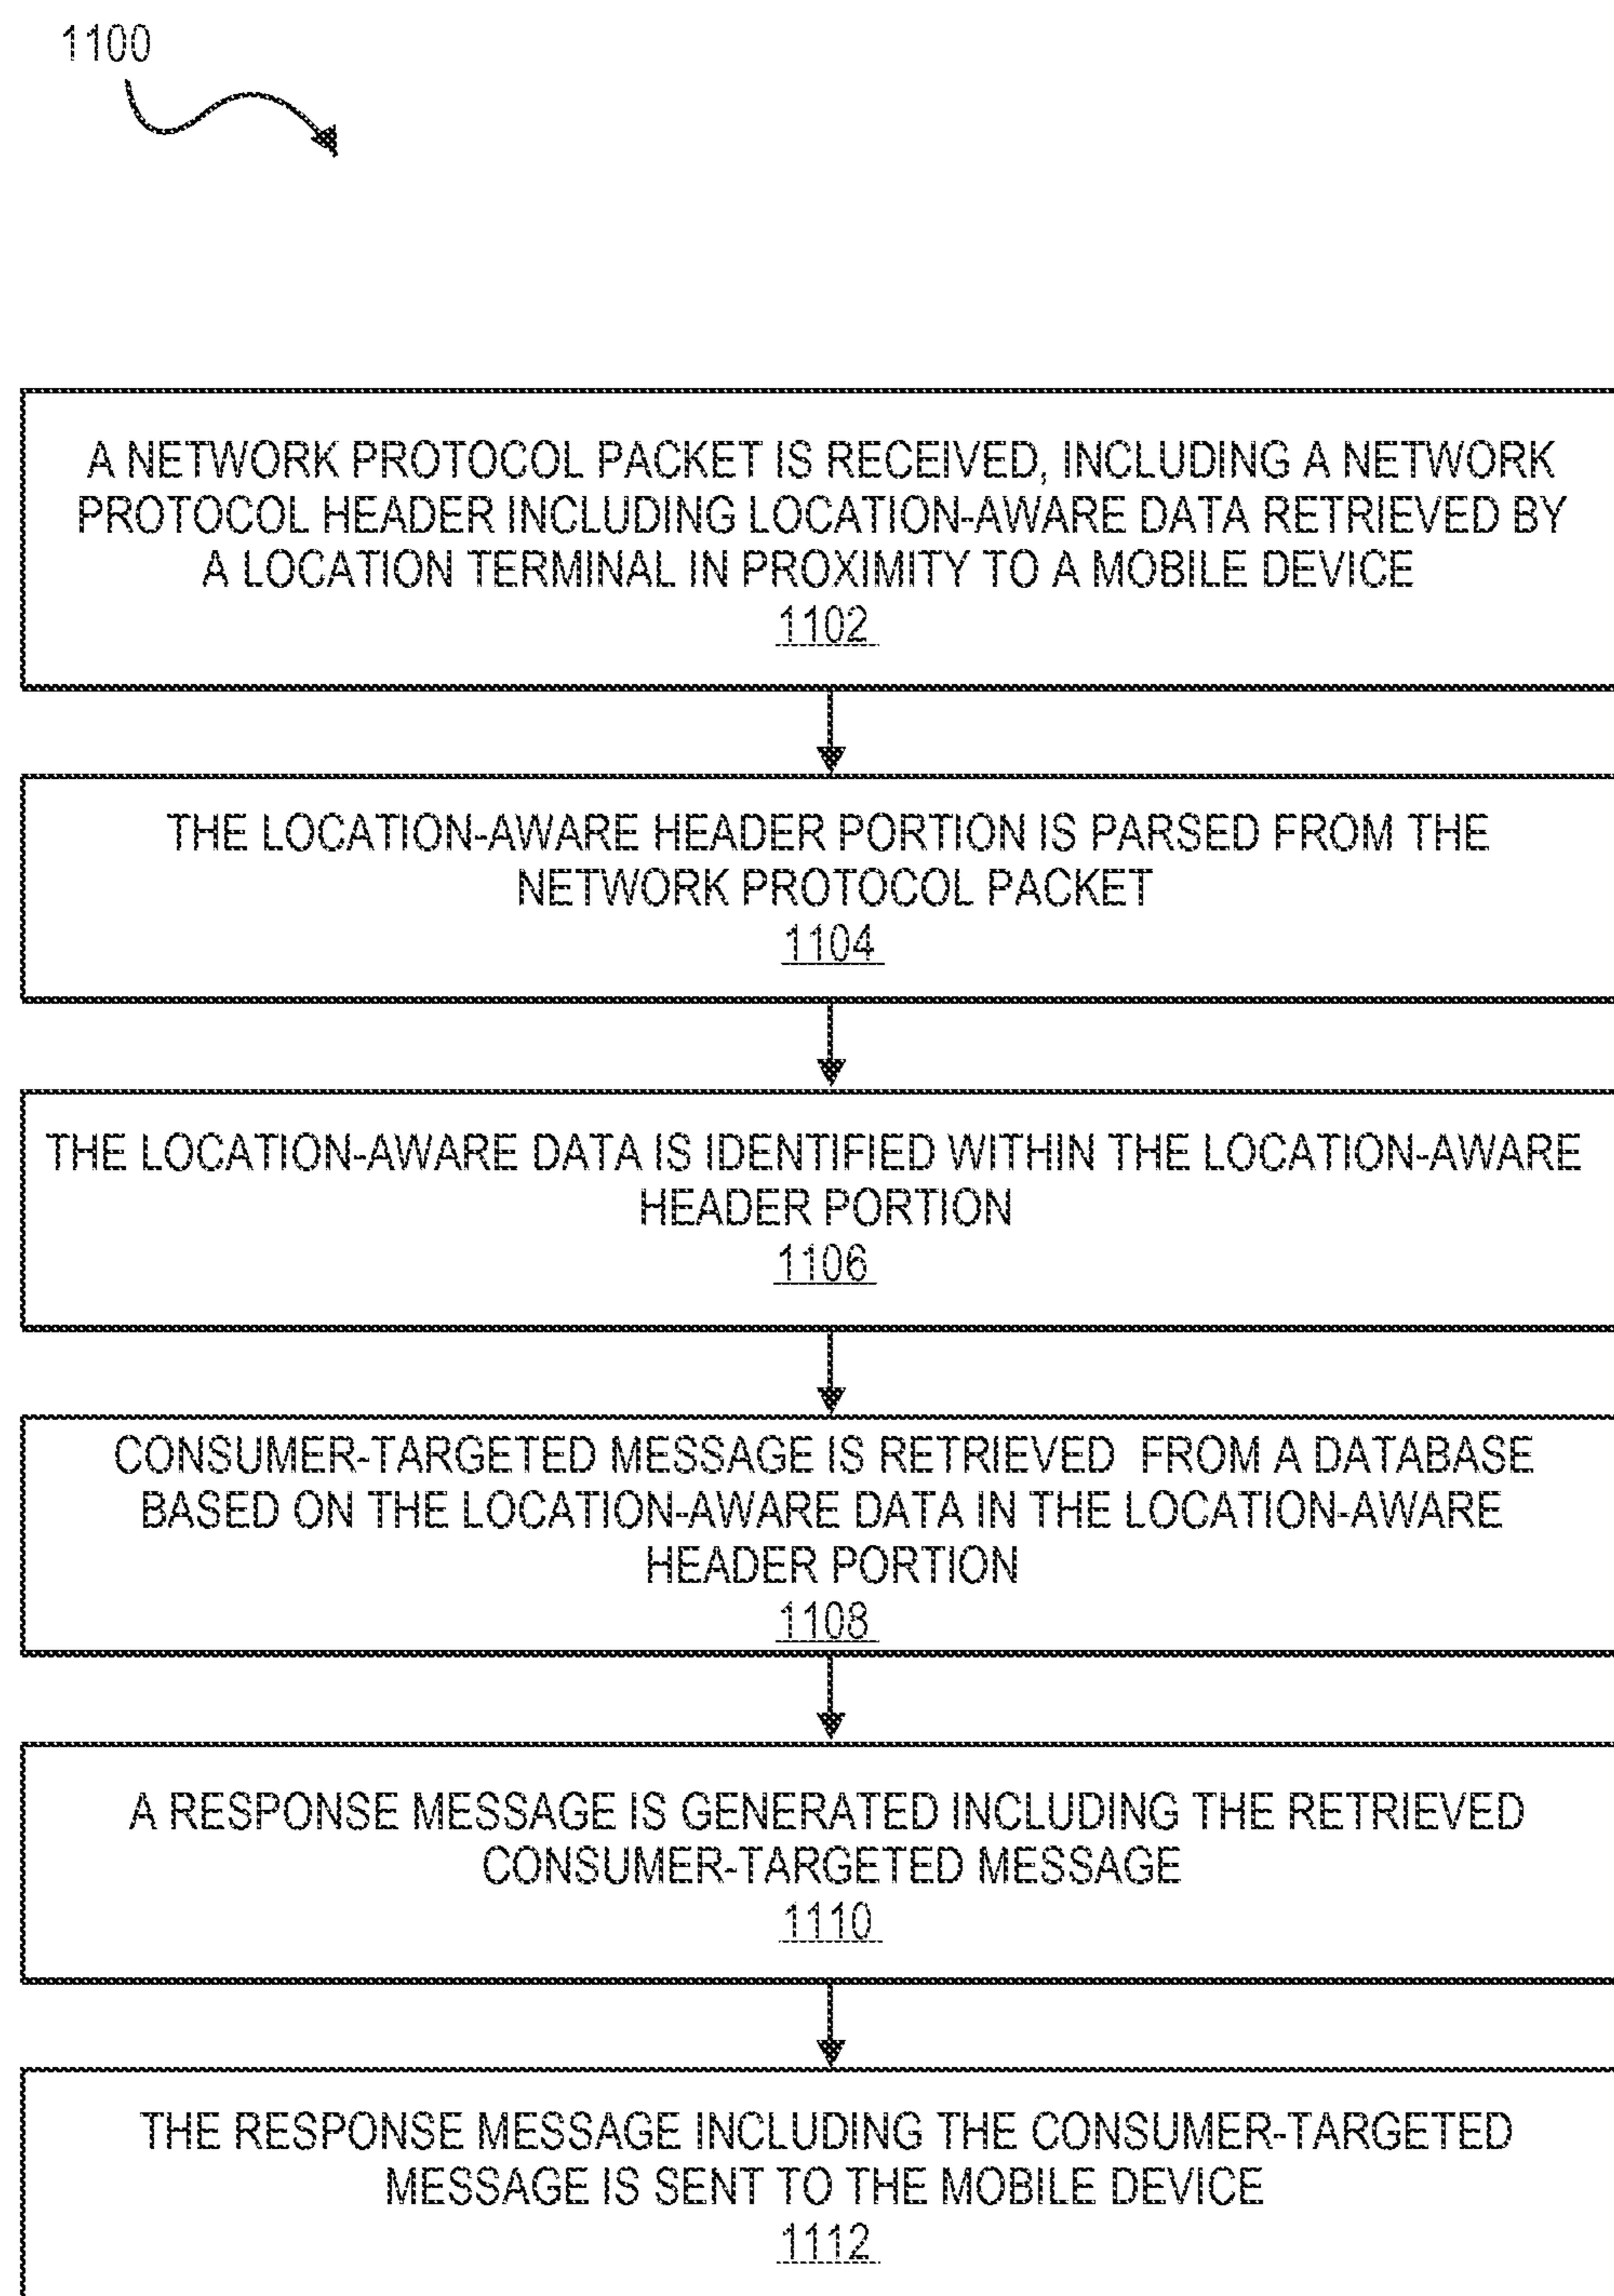 1100
A NETWORK PROTOCOL PACKET IS RECEIVED, INCLUDING A NETWORK
PROTOCOL HEADER INCLUDING LOCATION-AWARE DATA RETRIEVED BY
A LOCATION TERMINAL IN PROXIMITY TO A MOBILE DEVICE
1102
THE LOCATION-AWARE HEADER PORTION IS PARSED FROM THE
NETWORK PROTOCOL PACKET
1104
THE LOCATION-AWARE DATA IS IDENTIFIED WITHIN THE LOCATION-AWARE
HEADER PORTION
1106
CONSUMER-TARGETED MESSAGE IS RETRIEVED FROM A DATABASE
BASED ON THE LOCATION-AWARE DATA IN THE LOCATION-AWARE
HEADER PORTION
1108
A RESPONSE MESSAGE IS GENERATED INCLUDING THE RETRIEVED
CONSUMER-TARGETED MESSAGE
1110
THE RESPONSE MESSAGE INCLUDING THE CONSUMER-TARGETED
MESSAGE IS SENT TO THE MOBILE DEVICE
1112